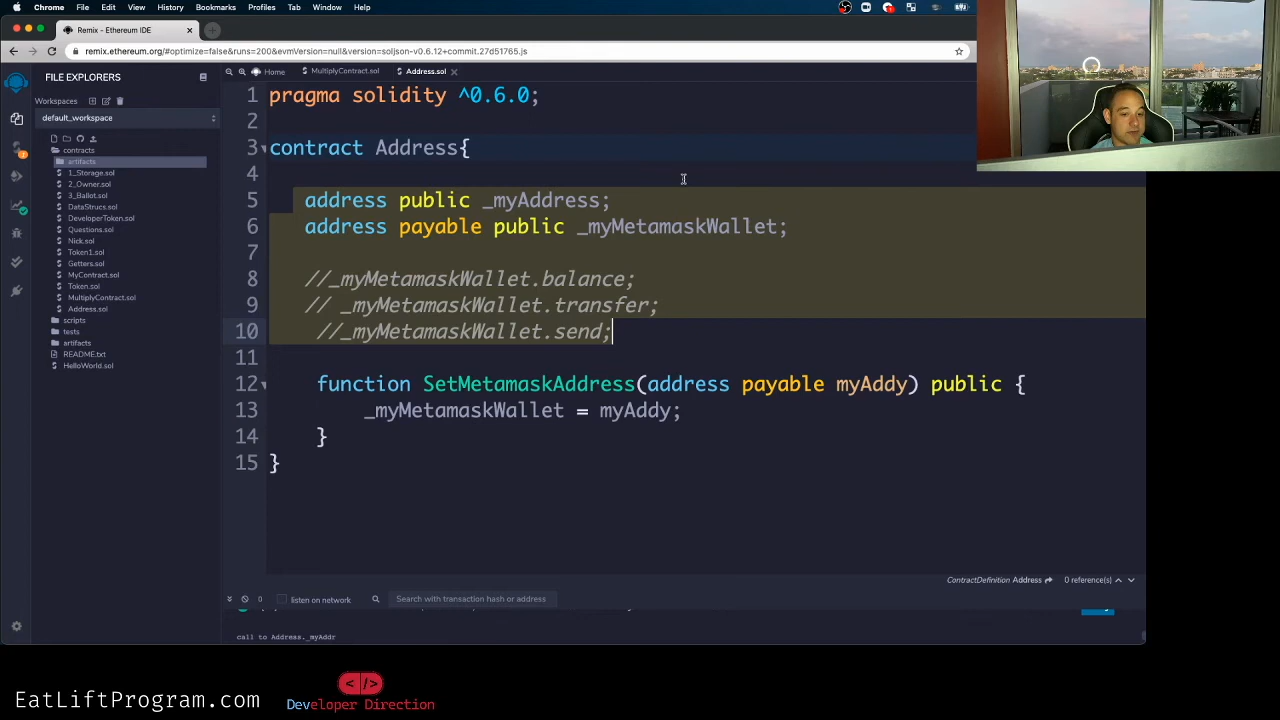 Chrome File Edit View History Bookmarks Profiles Tab Window Help
Remix - Ethereum IDE
remix.ethereum.org/#optimize=false&runs=200&evmVersion=null&version=soljson-v0.6.12+commit.27d51765.js
FILE EXPLORERS
Home MultiplyContract.sol Address.sol
Workspaces
default_workspace
contracts
artifacts
1_Storage.sol
2_Owner.sol
3_Ballot.sol
DataStrucs.sol
DeveloperToken.sol
Questions.sol
Nick.sol
Token1.sol
Getters.sol
MyContract.sol
Token.sol
MultiplyContract.sol
Address.sol
scripts
tests
artifacts
README.txt
HelloWorld.sol
1 pragma solidity ^0.6.0;
2
3 contract Address{
4
5 address public _myAddress;
6 address payable public _myMetamaskWallet;
7
8 //_myMetamaskWallet.balance;
9 // _myMetamaskWallet.transfer;
10 //_myMetamaskWallet.send;
11
12 function SetMetamaskAddress(address payable myAddy) public {
13 _myMetamaskWallet = myAddy;
14 }
15 }
ContractDefinition Address 0 reference(s)
0 listen on network Search with transaction hash or address
call to Address._myAddr
EatLiftProgram.com
</>
Developer Direction